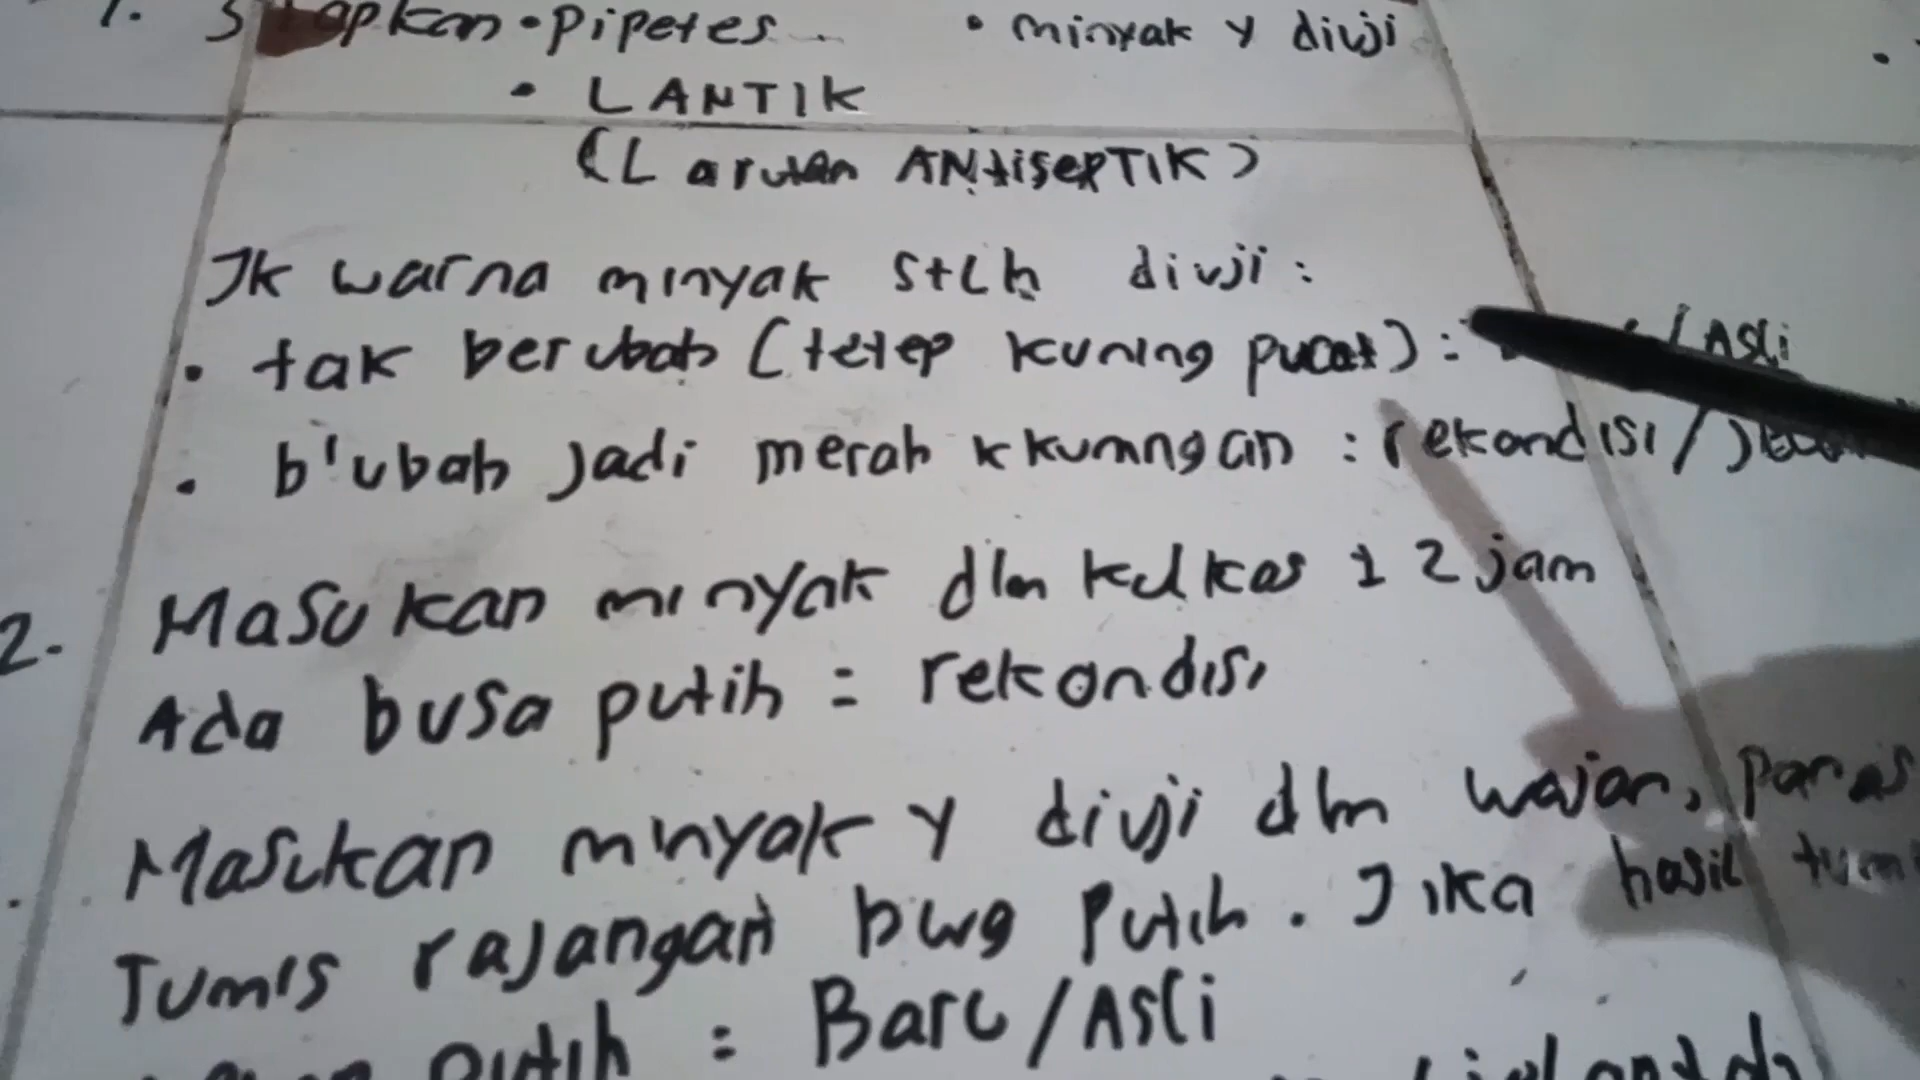 1. Siapkan • pipetes • minyak y diuji
• LANTIK
(Larutan ANtiSEPTIK)
Jk warna minyak stlh diuji :
• tak berubah (tetep kuning pucat) : /Asli
• b'ubah jadi merah kkuningan : rekondisi /
2. Masukan minyak dlm kulkas ± 2 jam
Ada busa putih = rekondisi
Masukan minyak y diuji dlm wajan, panas
Tumis rajangan bwg putih. Jika hasil tumi
putih = Baru/Asli